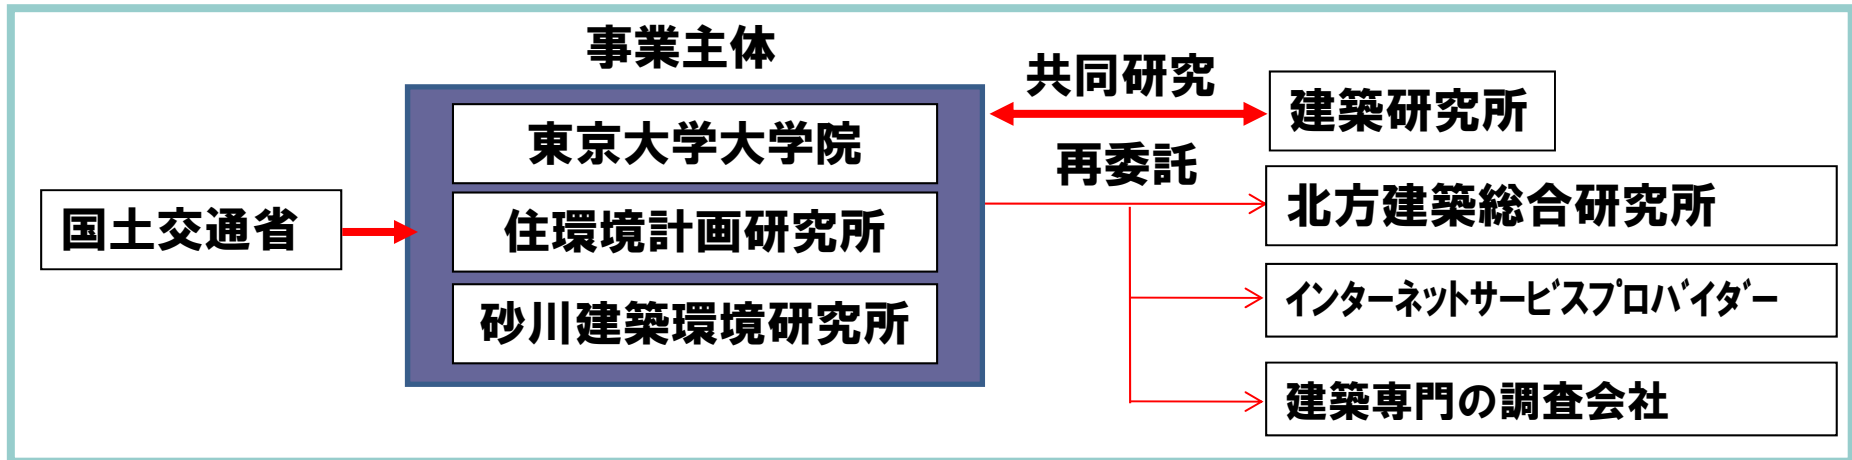 事業主体
国土交通省
東京大学大学院
住環境計画研究所
砂川建築環境研究所
共同研究
再委託
建築研究所
北方建築総合研究所
インターネットサービスプロバイダー
建築専門の調査会社